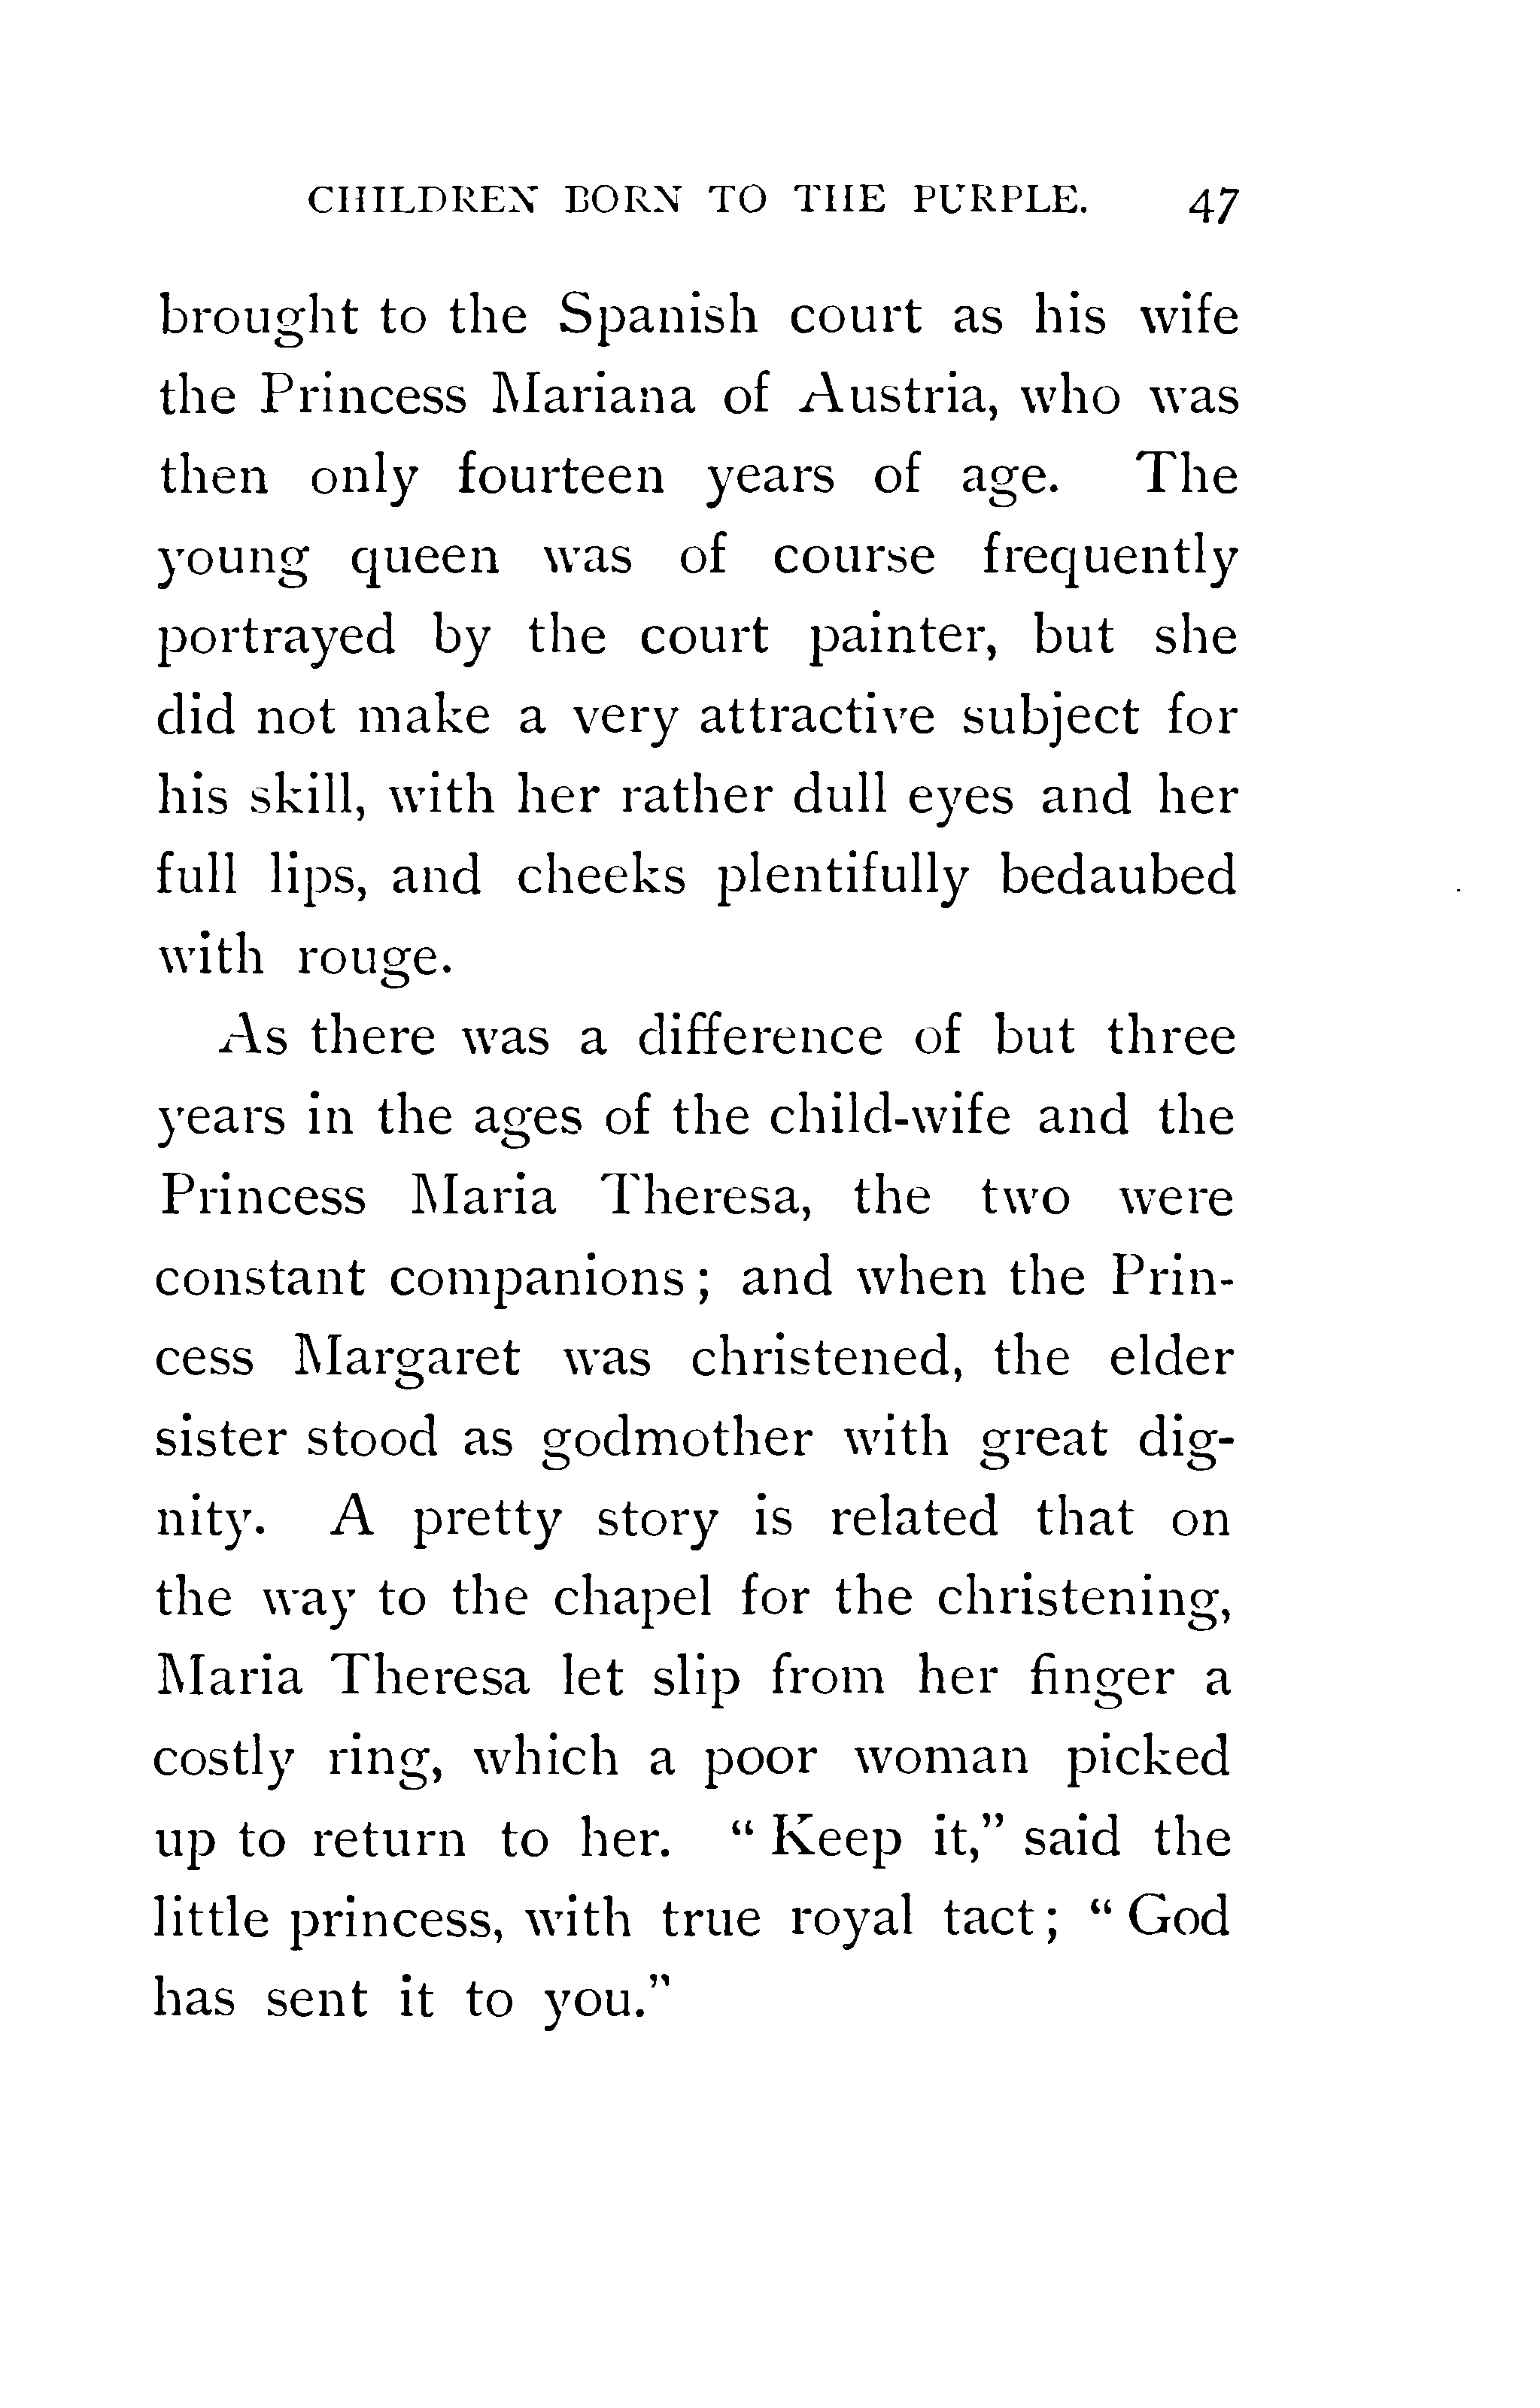 CHILDREN BORN TO THE PURPLE. 47
brought to the Spanish court as his wife
the Princess Mariana of Austria, who was
then only fourteen years of age. The
young queen was of course frequently
portrayed by the court painter, but she
did not make a very attractive subject for
his skill, with her rather dull eyes and her
full lips, and cheeks plentifully bedaubed
with rouge.
As there was a difference of but three
years in the ages of the child-wife and the
Princess Maria Theresa, the two were
constant companions; and when the Prin-
cess Margaret was christened, the elder
sister stood as godmother with great dig-
nity. A pretty story is related that on
the way to the chapel for the christening,
Maria Theresa let slip from her finger a
costly ring, which a poor woman picked
up to return to her. “Keep it,” said the
little princess, with true royal tact; “God
has sent it to you.”